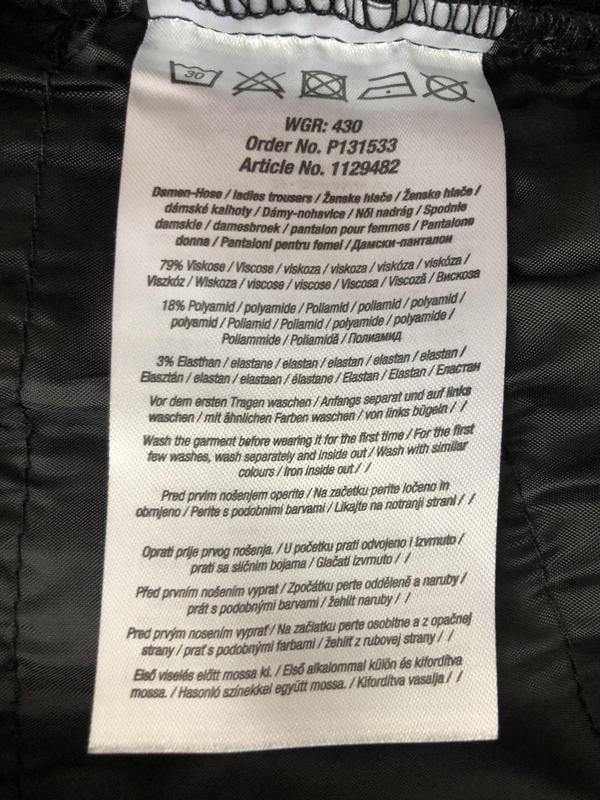 30
WGR: 430
Order No. P131533
Article No. 1129482
Damen-Hose / ladies trousers / Ženske hlače / Ženske hlače /
dámské kalhoty / Dámy-nohavice / Női nadrág / Spodnie
damskie / damesbroek / pantalon pour femmes / Pantalone
donna / Pantaloni pentru femei / Дамски-панталон
79% Viskose / Viscose / viskoza / viskoza / viskóza / viskóza /
Viszkóz / Wiskoza / viscose / viscose / Viscosa / Viscoză / Вискоза
18% Polyamid / polyamide / Poliamid / poliamid / polyamid /
polyamid / Poliamid / Poliamid / polyamide / polyamide /
Poliammide / Poliamidă / Полиамид
3% Elasthan / elastane / elastan / elastan / elastan / elastan /
Elasztán / elastan / elastaan / élastane / Elastan / Elastan / Еластан
Vor dem ersten Tragen waschen / Anfangs separat und auf links
waschen / mit ähnlichen Farben waschen / von links bügeln / /
Wash the garment before wearing it for the first time / For the first
few washes, wash separately and inside out / Wash with similar
colours / Iron inside out / /
Pred prvim nošenjem operite / Na začetku perite ločeno in
obrnjeno / Perite s podobnimi barvami / Likajte na notranji strani / /
Oprati prije prvog nošenja. / U početku prati odvojeno i izvrnuto /
prati sa sličnim bojama / Glačati izvrnuto / /
Před prvním nošením vyprat / Zpočátku perte odděleně a naruby /
prát s podobnými barvami / žehlit naruby / /
Pred prvým nosením vyprať / Na začiatku perte osobitne a z opačnej
strany / prať s podobnými farbami / žehliť z rubovej strany / /
Első viselés előtt mossa ki. / Első alkalommal külön és kifordítva
mossa. / Hasonló színekkel együtt mossa. / Kifordítva vasalja / /